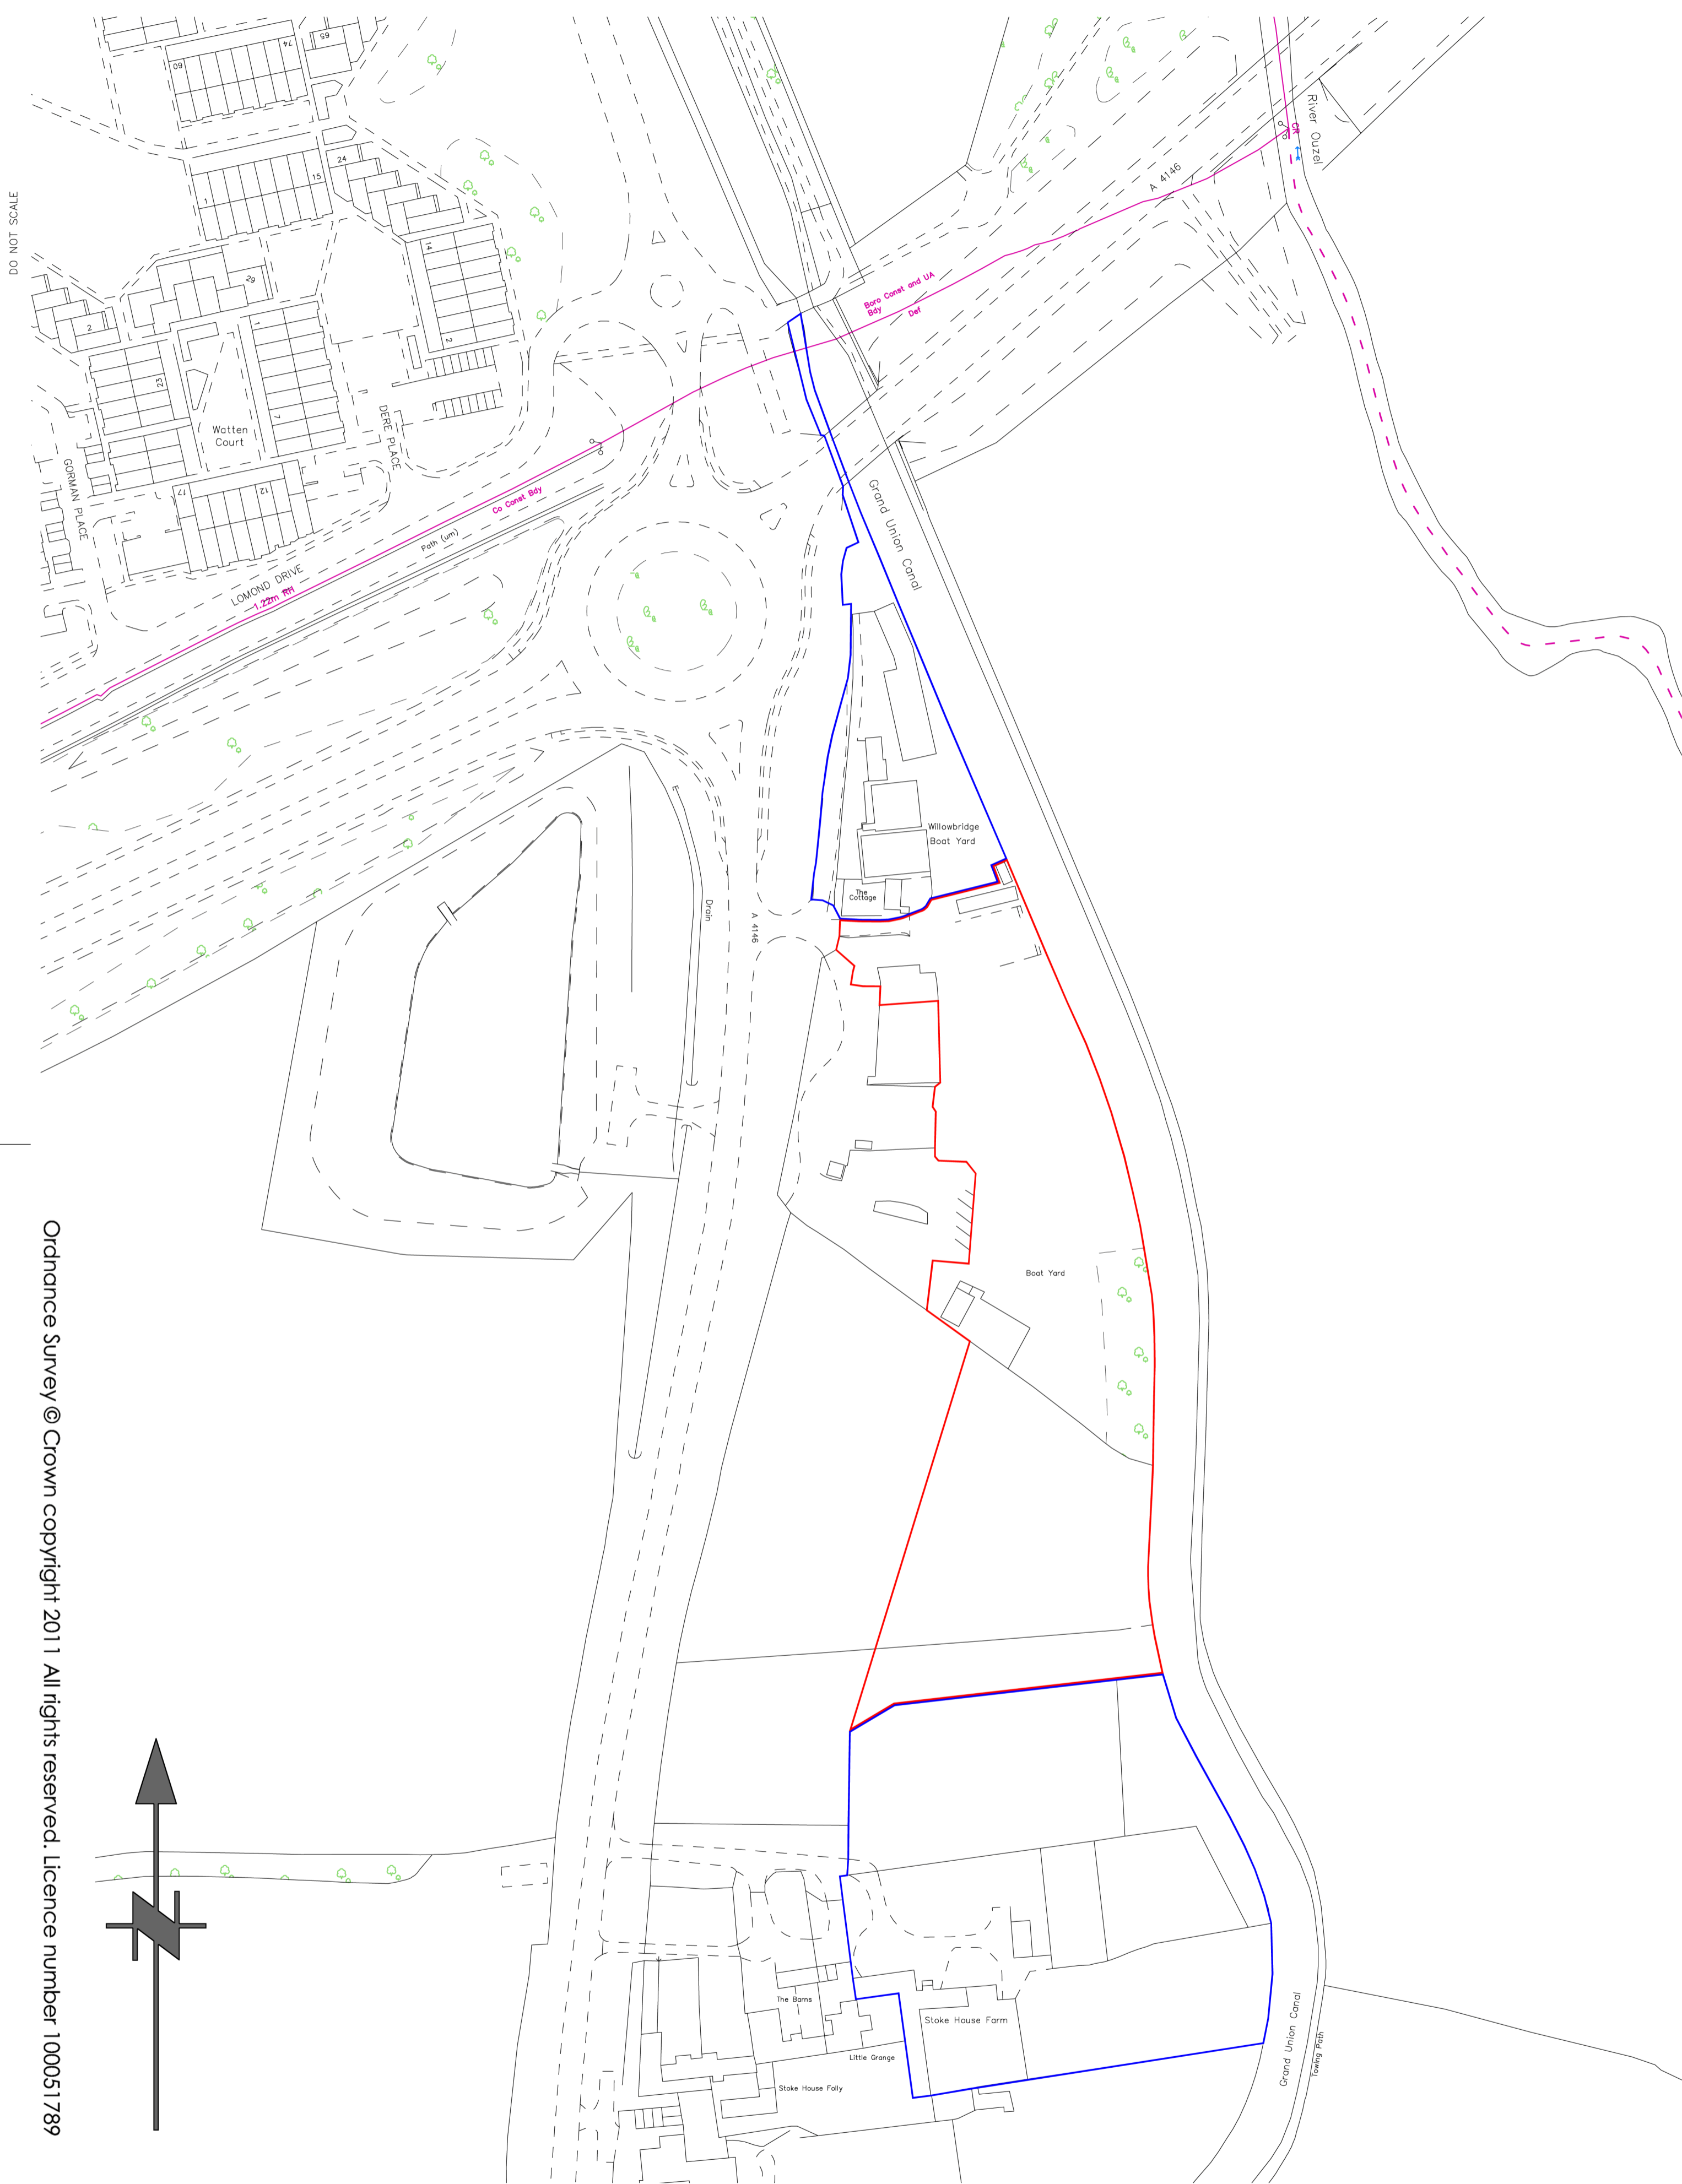 DO NOT SCALE
60
74
65
1
15
24
14
2
29
2
1
7
23
Watten
Court
17
12
GORMAN PLACE
DERE PLACE
LOMOND DRIVE
1.22m RH
Path (um)
Co Const Bdy
Boro Const and UA
Bdy
Def
A 4146
CR
River Ouzel
Grand Union Canal
Willowbridge
Boat Yard
The
Cottage
Drain
A 4146
Boat Yard
The Barns
Stoke House Farm
Little Grange
Stoke House Folly
Grand Union Canal
Towing Path
Ordnance Survey © Crown copyright 2011 All rights reserved. Licence number 100051789
N